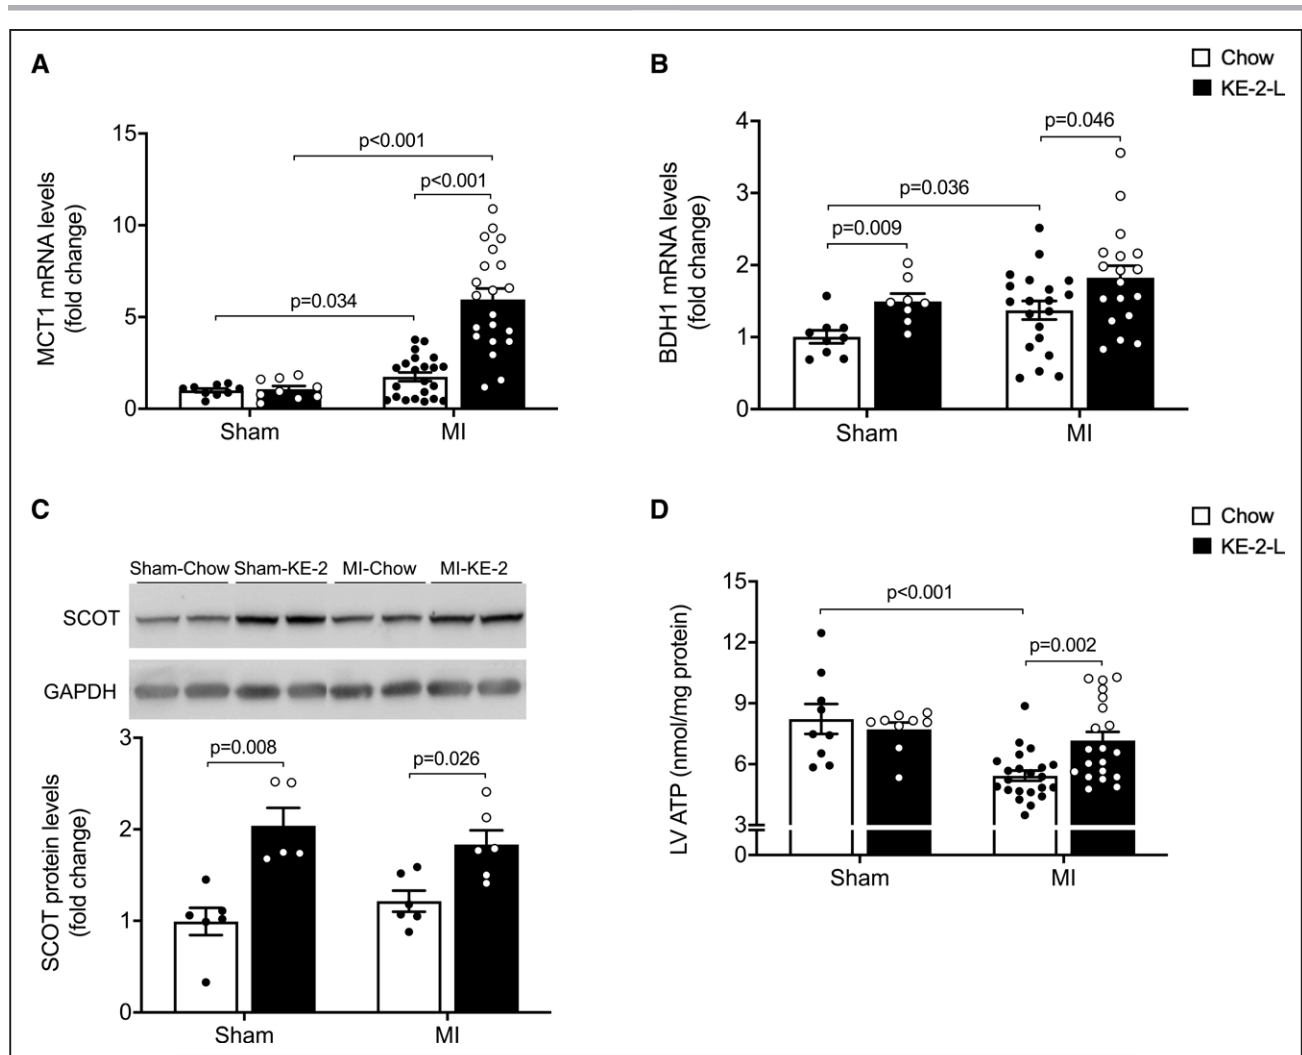 A
MCT1 mRNA levels
(fold change)
15
10
5
0
p<0.001
p<0.001
p=0.034
Sham
MI
B
Chow
KE-2-L
BDH1 mRNA levels
(fold change)
4
3
2
1
0
p=0.046
p=0.036
p=0.009
Sham
MI
C
Sham-Chow Sham-KE-2 MI-Chow MI-KE-2
SCOT
GAPDH
SCOT protein levels
(fold change)
3
2
1
0
p=0.008
p=0.026
Sham
MI
D
Chow
KE-2-L
LV ATP (nmol/mg protein)
15
12
9
6
3
0
p<0.001
p=0.002
Sham
MI